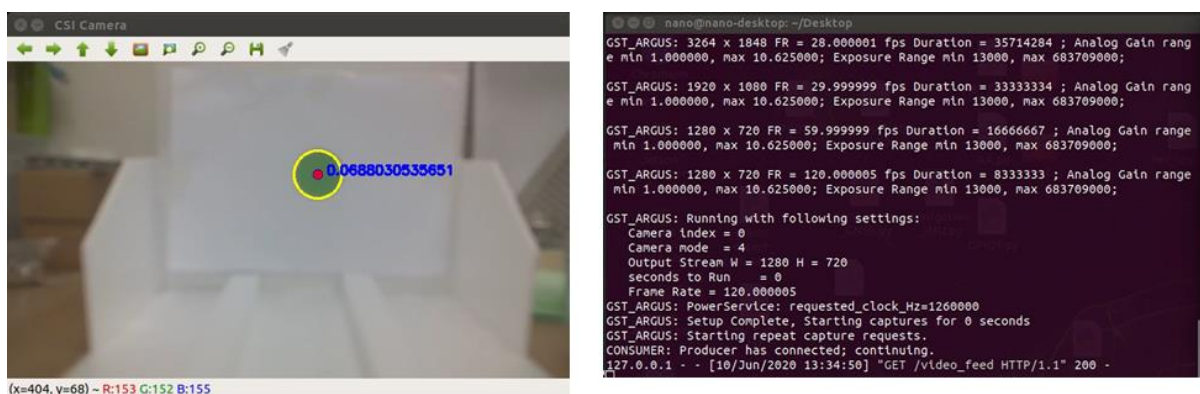 CSI Camera
0.0688030535651
(x=404, y=68) ~ R:153 G:152 B:155
nano@nano-desktop: ~/Desktop
GST_ARGUS: 3264 x 1848 FR = 28.000001 fps Duration = 35714284 ; Analog Gain rang
e min 1.000000, max 10.625000; Exposure Range min 13000, max 683709000;
GST_ARGUS: 1920 x 1080 FR = 29.999999 fps Duration = 33333334 ; Analog Gain rang
e min 1.000000, max 10.625000; Exposure Range min 13000, max 683709000;
GST_ARGUS: 1280 x 720 FR = 59.999999 fps Duration = 16666667 ; Analog Gain range
min 1.000000, max 10.625000; Exposure Range min 13000, max 683709000;
GST_ARGUS: 1280 x 720 FR = 120.000005 fps Duration = 8333333 ; Analog Gain range
min 1.000000, max 10.625000; Exposure Range min 13000, max 683709000;
GST_ARGUS: Running with following settings:
Camera index = 0
Camera mode = 4
Output Stream W = 1280 H = 720
seconds to Run = 0
Frame Rate = 120.000005
GST_ARGUS: PowerService: requested_clock_Hz=1260000
GST_ARGUS: Setup Complete, Starting captures for 0 seconds
GST_ARGUS: Starting repeat capture requests.
CONSUMER: Producer has connected; continuing.
127.0.0.1 - - [10/Jun/2020 13:34:50] "GET /video_feed HTTP/1.1" 200 -